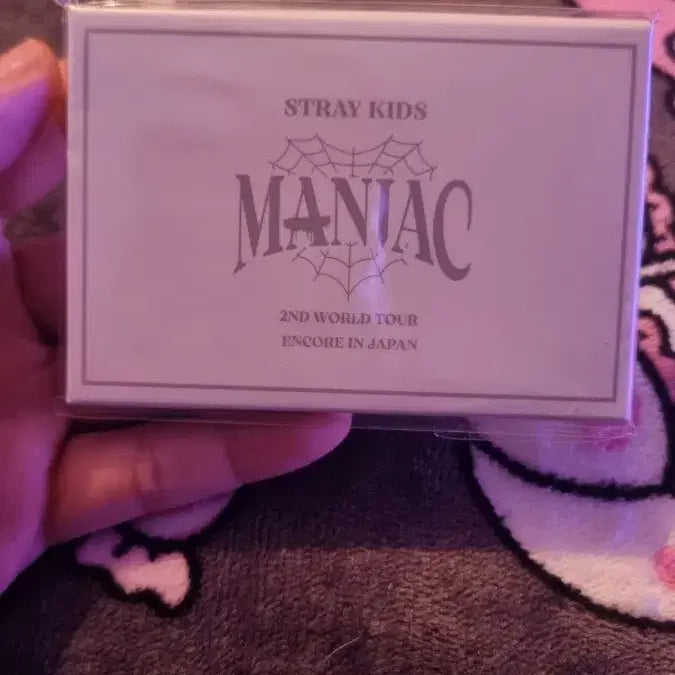 STRAY KIDS
MANIAC
2ND WORLD TOUR
ENCORE IN JAPAN